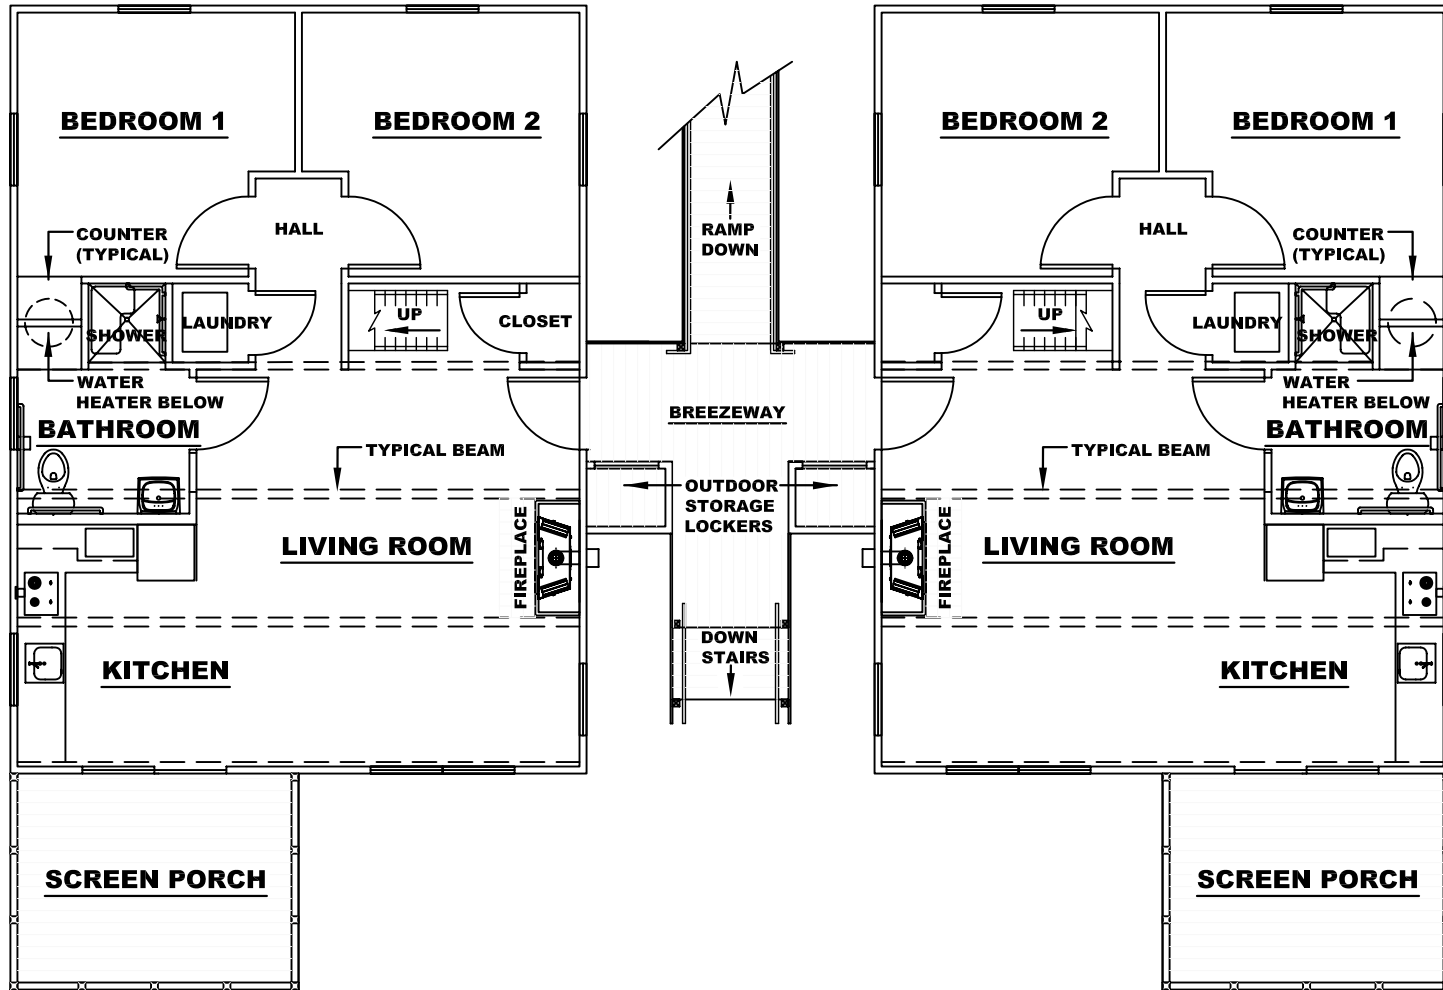 BEDROOM 1
BEDROOM 2
BEDROOM 2
BEDROOM 1
HALL
RAMP
DOWN
HALL
COUNTER
(TYPICAL)
COUNTER
(TYPICAL)
SHOWER
LAUNDRY
UP
CLOSET
UP
LAUNDRY
SHOWER
WATER
HEATER BELOW
WATER
HEATER BELOW
BATHROOM
BREEZEWAY
BATHROOM
TYPICAL BEAM
TYPICAL BEAM
OUTDOOR
STORAGE
LOCKERS
LIVING ROOM
FIREPLACE
FIREPLACE
LIVING ROOM
DOWN
STAIRS
KITCHEN
KITCHEN
SCREEN PORCH
SCREEN PORCH